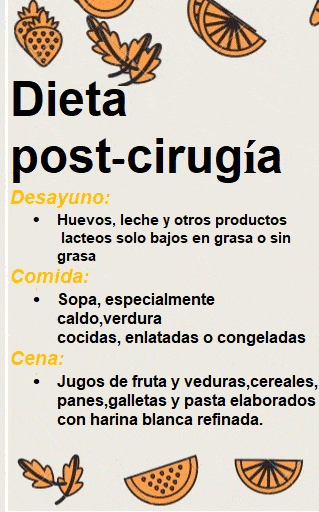 Dieta
post-cirugía
Desayuno:
• Huevos, leche y otros productos
lacteos solo bajos en grasa o sin
grasa
Comida:
• Sopa, especialmente
caldo,verdura
cocidas, enlatadas o congeladas
Cena:
• Jugos de fruta y veduras,cereales,
panes,galletas y pasta elaborados
con harina blanca refinada.